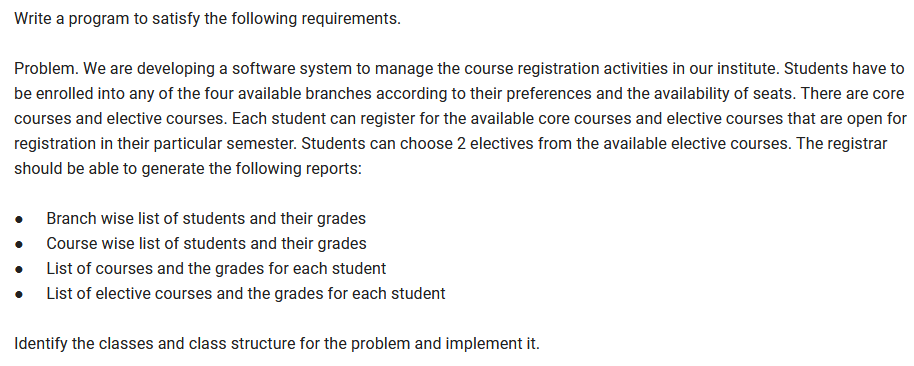 Write a program to satisfy the following requirements.
Problem. We are developing a software system to manage the course registration activities in our institute. Students have to
be enrolled into any of the four available branches according to their preferences and the availability of seats. There are core
courses and elective courses. Each student can register for the available core courses and elective courses that are open for
registration in their particular semester. Students can choose 2 electives from the available elective courses. The registrar
should be able to generate the following reports:
● Branch wise list of students and their grades
● Course wise list of students and their grades
● List of courses and the grades for each student
● List of elective courses and the grades for each student
Identify the classes and class structure for the problem and implement it.